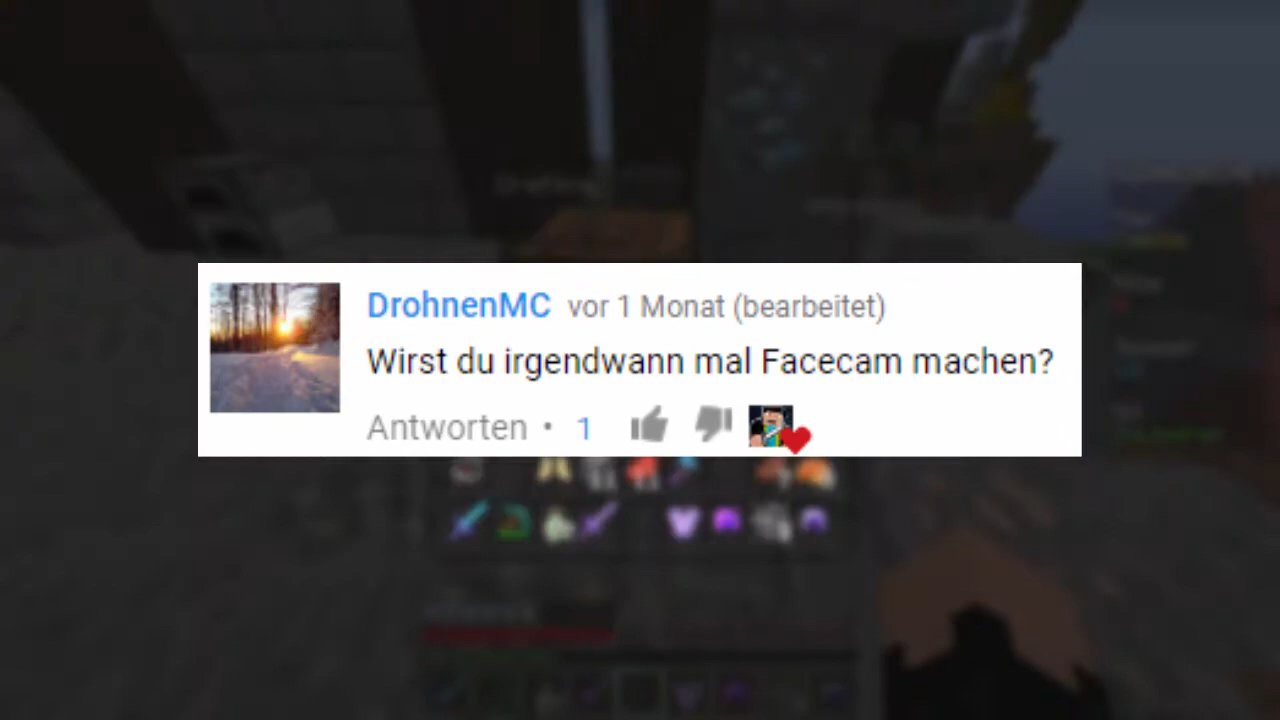 DrohnenMC vor 1 Monat (bearbeitet)
Wirst du irgendwann mal Facecam machen?
Antworten • 1